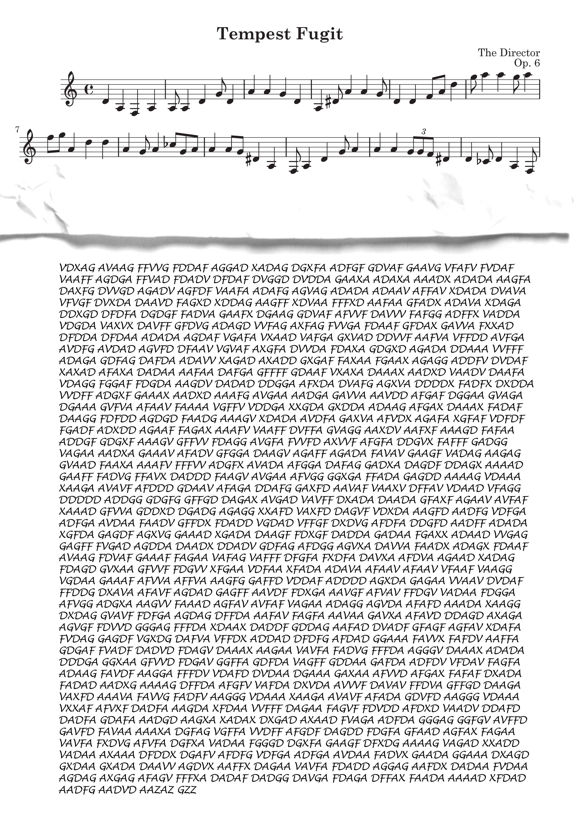 Tempest Fugit
The Director
Op. 6
7
3
VDXAG AVAAG FFVVG FDDAF AGGAD XADAG DGXFA ADFGF GDVAF GAAVG VFAFV FVDAF
VAAFF AGDGA FFVAD FDADV DFDAF DVGGD DVDDA GAAXA ADAXA AAADX ADADA AAGFA
DAXFG DVVGD AGADV AGFDF VAAFA ADAFG AGVAG ADADA ADAAV AFFAV XDADA DVAVA
VFVGF DVXDA DAAVD FAGXD XDDAG AAGFF XDVAA FFFXD AAFAA GFADX ADAVA XDAGA
DDXGD DFDFA DGDGF FADVA GAAFX DGAAG GDVAF AFVVF DAVVV FAFGG ADFFX VADDA
VDGDA VAXVX DAVFF GFDVG ADAGD VVFAG AXFAG FVVGA FDAAF GFDAX GAVVA FXXAD
DFDDA DFDAA ADADA AGDAF VGAFA VXAAD VAFGA GXVAD DDVVF AAFVA VFFDD AVFGA
AVDFG AVDAD AGVFD DFAAV VGVAF AXGFA DVVDA FDAXA GDGXD AGADA DDAAA VVFFF
ADAGA GDFAG DAFDA ADAVV XAGAD AXADD GXGAF FAXAA FGAAX AGAGG ADDFV DVDAF
XAXAD AFAXA DADAA AAFAA DAFGA GFFFF GDAAF VXAXA DAAAX AADXD VAADV DAAFA
VDAGG FGGAF FDGDA AAGDV DADAD DDGGA AFXDA DVAFG AGXVA DDDDX FADFX DXDDA
VVDFF ADGXF GAAAX AADXD AAAFG AVGAA AADGA GAVVA AAVDD AFGAF DGGAA GVAGA
DGAAA GVFVA AFAAV FAAAA VGFFV VDDGA XXGDA GXDDA ADAAG AFGAX DAAAX FADAF
DAAGG FDFDD AGDGD FAADG AAAGV XDADA AVDFA GAXVA AFVDX AGAFA XGFAF VDFDF
FGADF ADXDD AGAAF FAGAX AAAFV VAAFF DVFFA GVAGG AAXDV AAFXF AAAGD FAFAA
ADDGF GDGXF AAAGV GFFVV FDAGG AVGFA FVVFD AXVVF AFGFA DDGVX FAFFF GADGG
VAGAA AADXA GAAAV AFADV GFGGA DAAGV AGAFF AGADA FAVAV GAAGF VADAG AAGAG
GVAAD FAAXA AAAFV FFFVV ADGFX AVADA AFGGA DAFAG GADXA DAGDF DDAGX AAAAD
GAAFF FADVG FFAVX DADDD FAAGV AVGAA AFVGG GGXGA FFADA GAGDD AAAAG VDAAA
XAAGA AVAVF AFDDD GDAAV AFAGA DDAFG GAXFD AAVAF VAAXV DFFAV VDAAD VFAGG
DDDDD ADDGG GDGFG GFFGD DAGAX AVGAD VAVFF DXADA DAADA GFAXF AGAAV AVFAF
XAAAD GFVVA GDDXD DGADG AGAGG XXAFD VAXFD DAGVF VDXDA AAGFD AADFG VDFGA
ADFGA AVDAA FAADV GFFDX FDADD VGDAD VFFGF DXDVG AFDFA DDGFD AADFF ADADA
XGFDA GAGDF AGXVG GAAAD XGADA DAAGF FDXGF DADDA GADAA FGAXX ADAAD VVGAG
GAGFF FVGAD AGDDA DAADX DDADV GDFAG AFDGG AGVXA DAVVA FAADX ADAGX FDAAF
AVAAG FDVAF GAAAF FAGAA VAFAG VAFFF DFGFA FXDFA DAVXA AFDVA AGAAD XADAG
FDAGD GVXAA GFVVF FDGVV XFGAA VDFAA XFADA ADAVA AFAAV AFAAV VFAAF VAAGG
VGDAA GAAAF AFVVA AFFVA AAGFG GAFFD VDDAF ADDDD AGXDA GAGAA VVAAV DVDAF
FFDDG DXAVA AFAVF AGDAD GAGFF AAVDF FDXGA AAVGF AFVAV FFDGV VADAA FDGGA
AFVGG ADGXA AAGVV FAAAD AGFAV AVFAF VAGAA ADAGG AGVDA AFAFD AAADA XAAGG
DXDAG GVAVF FDFGA AGDAG DFFDA AAFAV FAGFA AAVAA GAVXA AFAVD DDAGD AXAGA
AGVGF FDVVD GGGAG FFFDA XDAAX DADDF GDDAG AAFAD DVADF GFAGF AGFAV XDAFA
FVDAG GAGDF VGXDG DAFVA VFFDX ADDAD DFDFG AFDAD GGAAA FAVVX FAFDV AAFFA
GDGAF FVADF DADVD FDAGV DAAAX AAGAA VAVFA FADVG FFFDA AGGGV DAAAX ADADA
DDDGA GGXAA GFVVD FDGAV GGFFA GDFDA VAGFF GDDAA GAFDA ADFDV VFDAV FAGFA
ADAAG FAVDF AAGGA FFFDV VDAFD DVDAA DGAAA GAXAA AFVVD AFGAX FAFAF DXADA
FADAD AADXG AAAAG DFFDA AFGFV VAFDA DXVDA AVVVF DAVAV FFDVA GFFGD DAAGA
VAXFD AAAVA FAVVG FADFV AAGGG VDAAA XAAGA AVAVF AFADA GDVFD AAGGG VDAAA
VXXAF AFVXF DADFA AAGDA XFDAA VVFFF DAGAA FAGVF FDVDD AFDXD VAADV DDAFD
DADFA GDAFA AADGD AAGXA XADAX DXGAD AXAAD FVAGA ADFDA GGGAG GGFGV AVFFD
GAVFD FAVAA AAAXA DGFAG VGFFA VVDFF AFGDF DAGDD FDGFA GFAAD AGFAX FAGAA
VAVFA FXDVG AFVFA DGFXA VADAA FGGGD DGXFA GAAGF DFXDG AAAAG VAGAD XXADD
VADAA AXAAA DFDDX DGAFV AFDFG VDFGA ADFGA AVDAA FADVX GAADA GGAAA DXAGD
GXDAA GXADA DAAVV AGDVX AAFFX DAGAA VAVFA FDADD AGGAG AAFDX DADAA FVDAA
AGDAG AXGAG AFAGV FFFXA DADAF DADGG DAVGA FDAGA DFFAX FAADA AAAAD XFDAD
AADFG AADVD AAZAZ GZZ